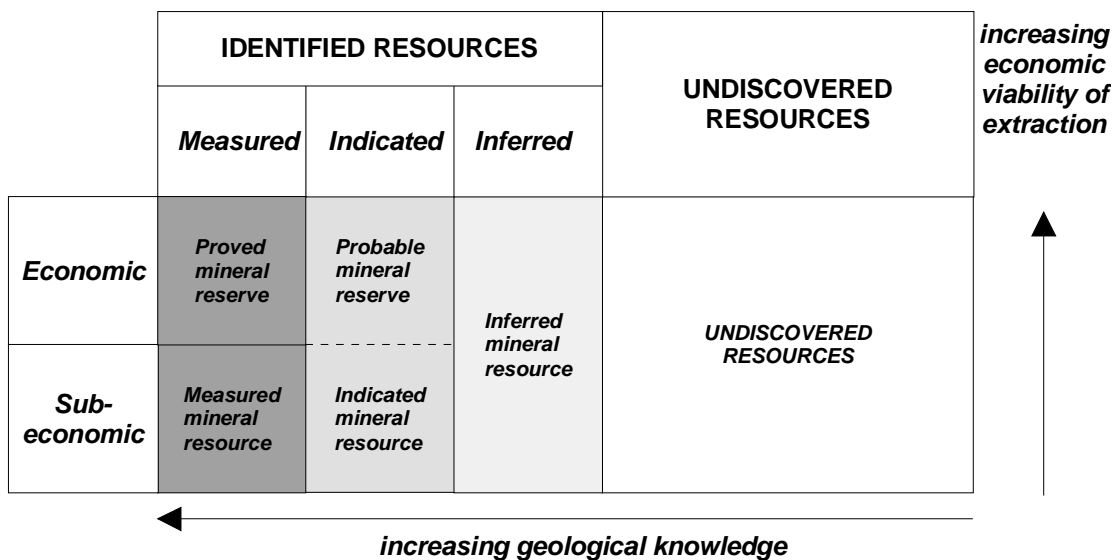 IDENTIFIED RESOURCES
UNDISCOVERED
RESOURCES
increasing
economic
viability of
extraction
Measured
Indicated
Inferred
Economic
Proved
mineral
reserve
Probable
mineral
reserve
Inferred
mineral
resource
UNDISCOVERED
RESOURCES
Sub-
economic
Measured
mineral
resource
Indicated
mineral
resource
increasing geological knowledge